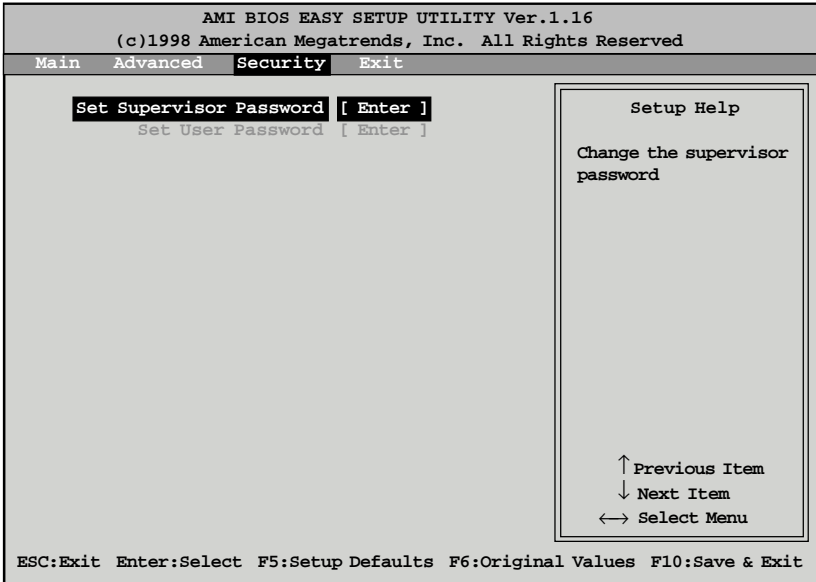 AMI BIOS EASY SETUP UTILITY Ver.1.16
(c)1998 American Megatrends, Inc. All Rights Reserved
Main Advanced Security Exit
Set Supervisor Password [ Enter ]
Set User Password [ Enter ]
Setup Help
Change the supervisor
password
↑ Previous Item
↓ Next Item
←→ Select Menu
ESC:Exit Enter:Select F5:Setup Defaults F6:Original Values F10:Save & Exit